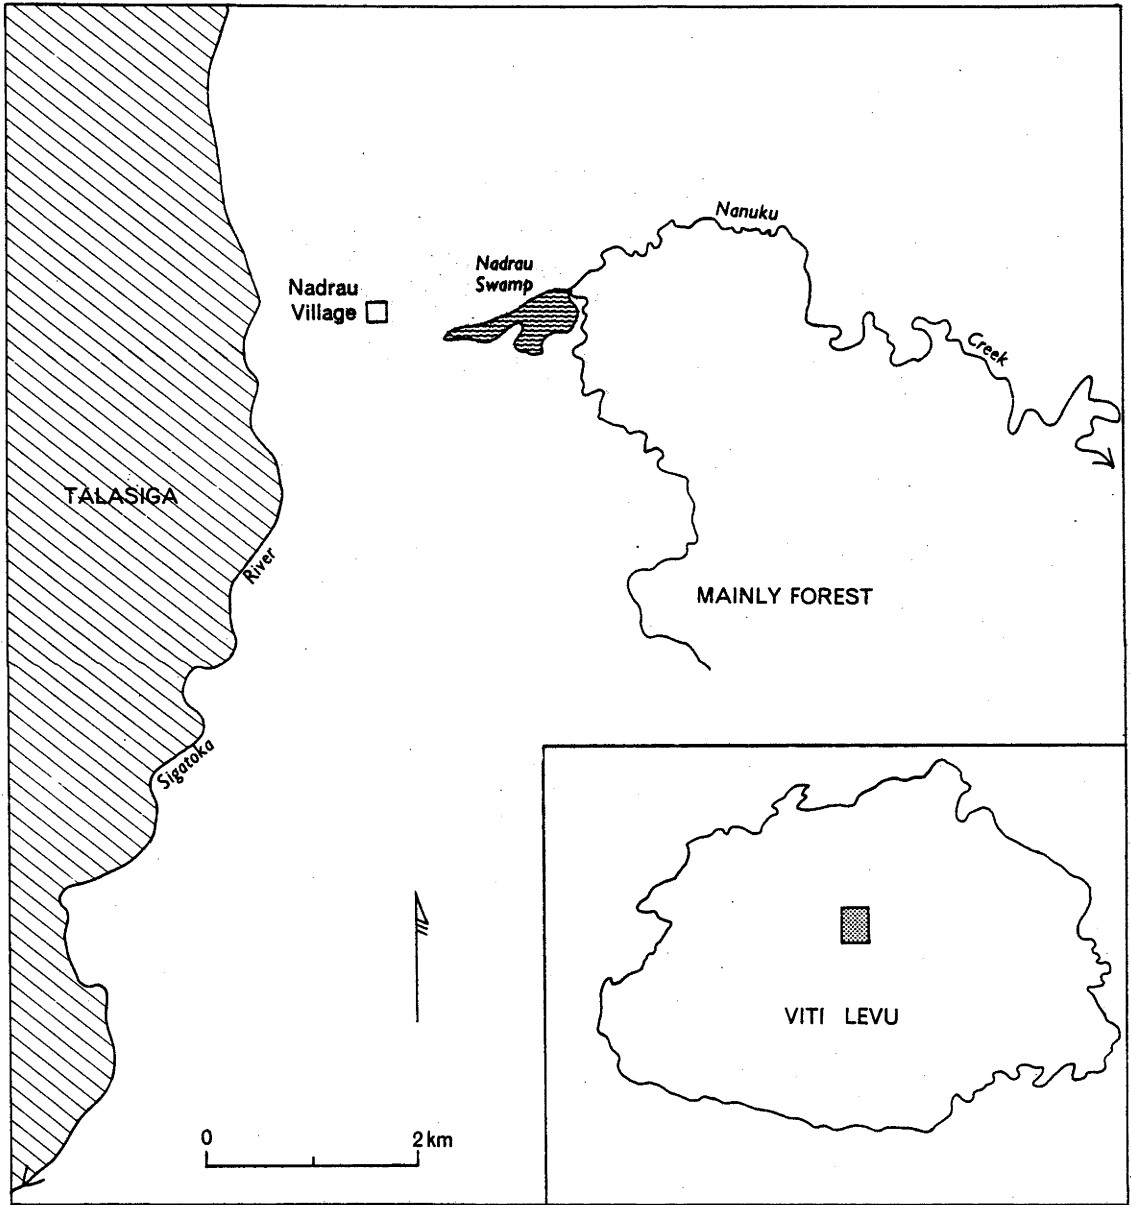 Nanuku
Nadrau
Swamp
Nadrau
Village
Creek
TALASIGA
River
MAINLY FOREST
Sigatoka
VITI LEVU
0
2 km